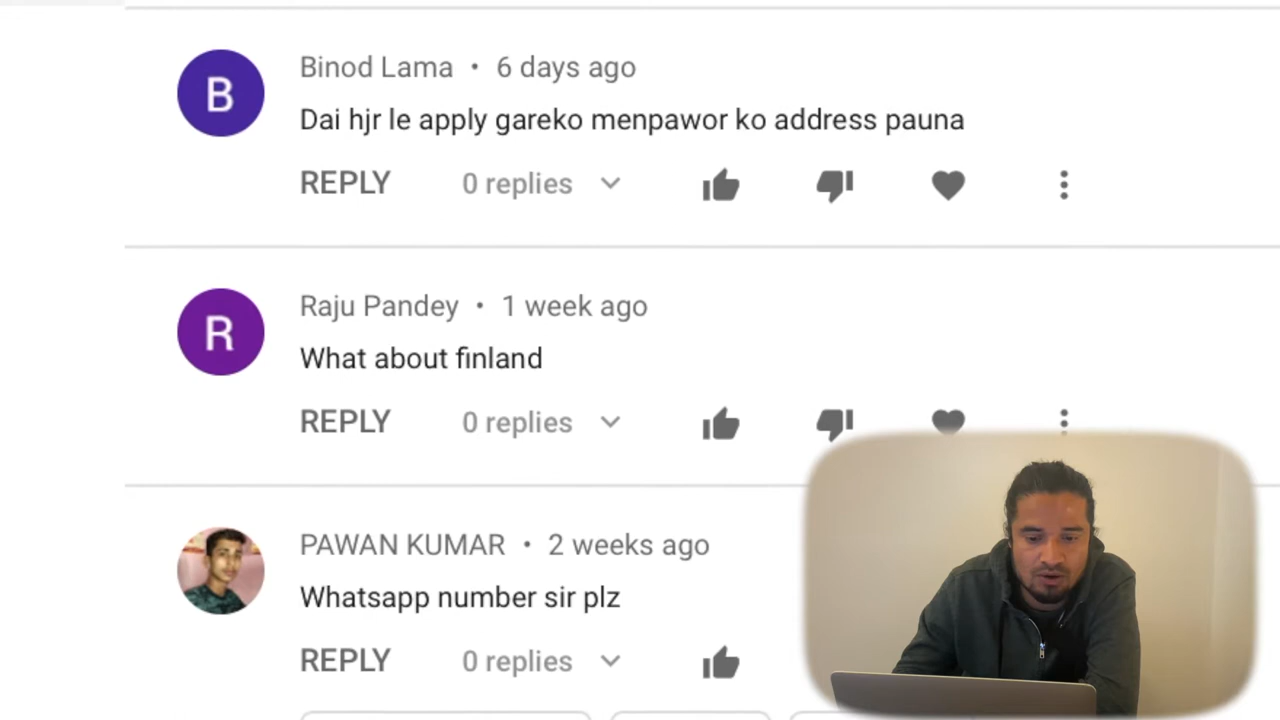 B
Binod Lama • 6 days ago
Dai hjr le apply gareko menpawor ko address pauna
REPLY 0 replies
R
Raju Pandey • 1 week ago
What about finland
REPLY 0 replies
PAWAN KUMAR • 2 weeks ago
Whatsapp number sir plz
REPLY 0 replies